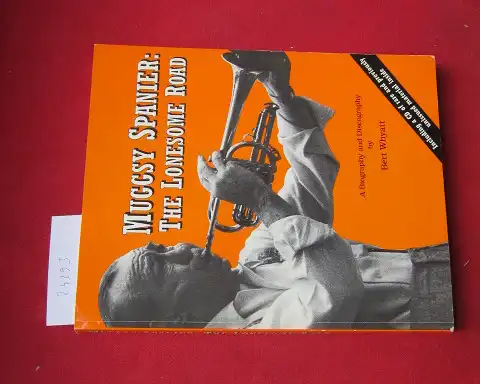 MUGGSY SPANIER:
THE LONESOME ROAD
A Biography and Discography
by
Bert Whyatt
Including a CD of rare and previously
unissued material inside